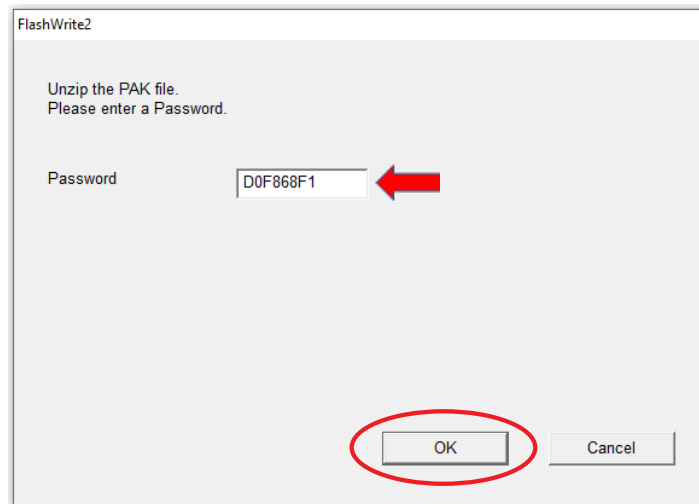 FlashWrite2
Unzip the PAK file.
Please enter a Password.
Password D0F868F1
OK Cancel